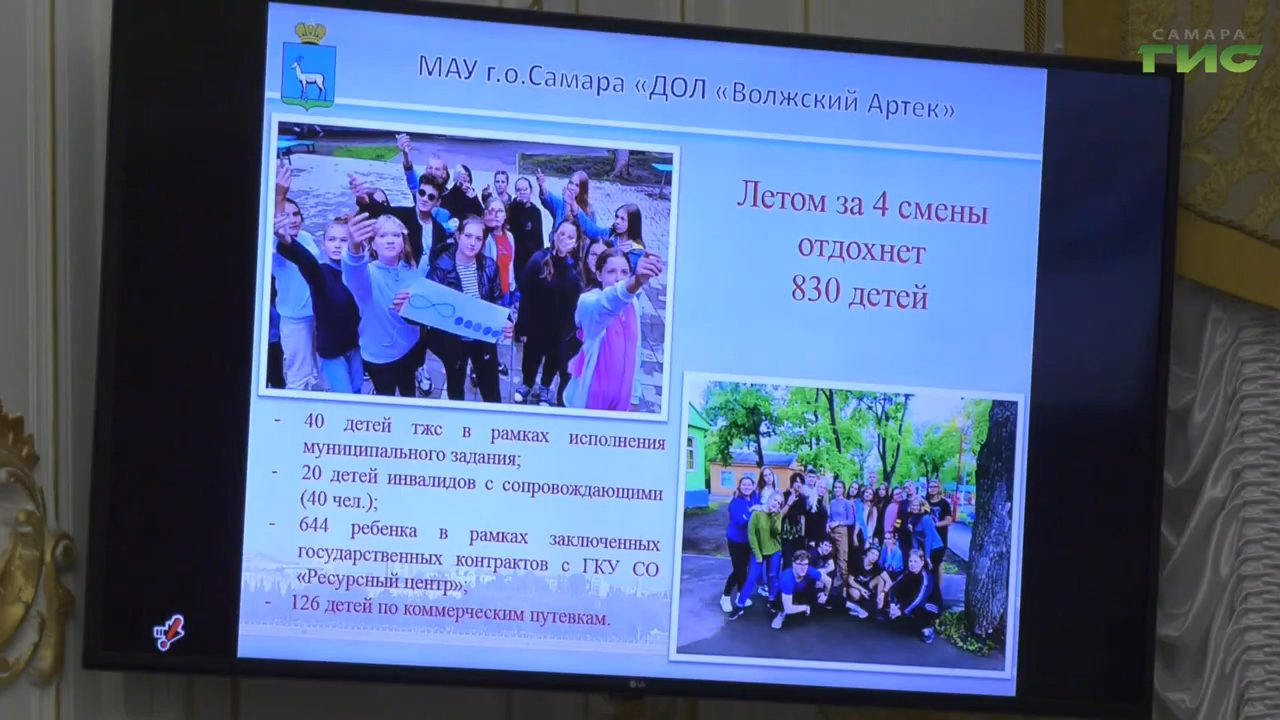 САМАРА
ГИС
МАУ г.о.Самара «ДОЛ «Волжский Артек»
Летом за 4 смены
отдохнет
830 детей
- 40 детей тжс в рамках исполнения
муниципального задания;
- 20 детей инвалидов с сопровождающими
(40 чел.);
- 644 ребенка в рамках заключенных
государственных контрактов с ГКУ СО
«Ресурсный центр»;
- 126 детей по коммерческим путевкам.
LG